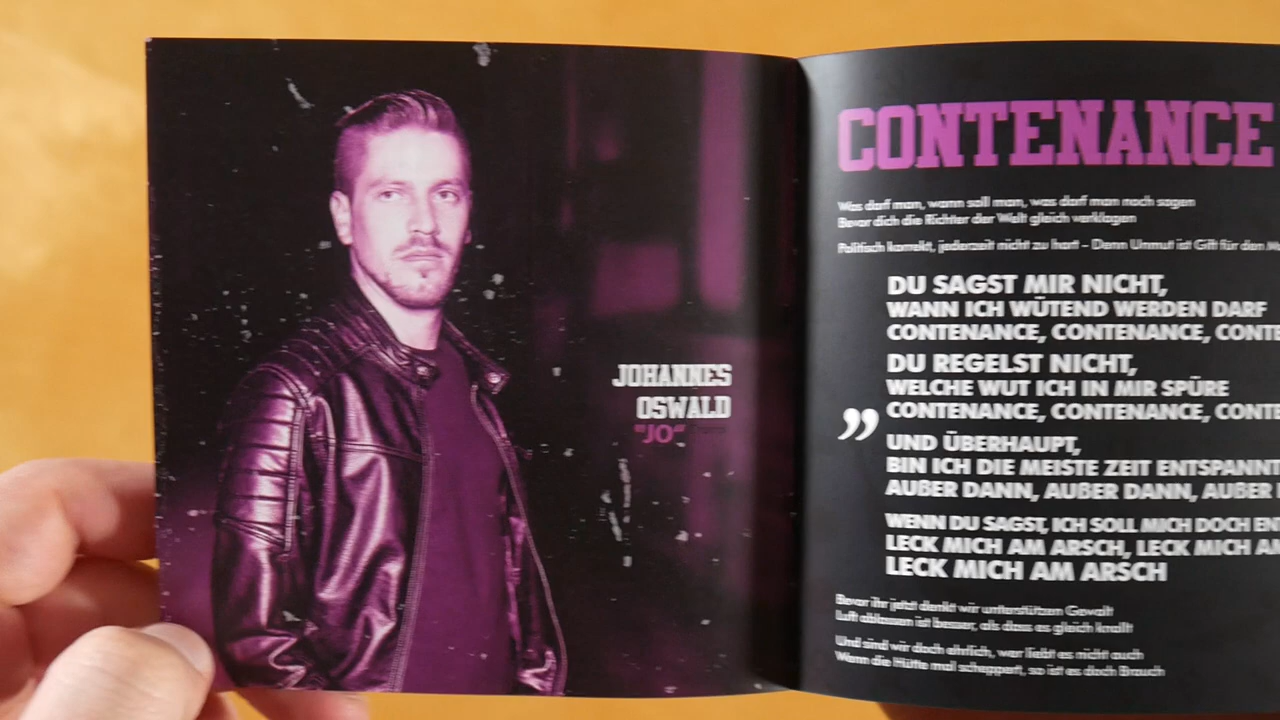 JOHANNES
OSWALD
"JO"
CONTENANCE
Was darf man, wann soll man, was darf man noch sagen
Bevor dich die Richter der Welt gleich verklagen
Politisch korrekt, jederzeit nicht zu hart - Denn Unmut ist Gift für den
DU SAGST MIR NICHT,
WANN ICH WÜTEND WERDEN DARF
CONTENANCE, CONTENANCE, CONTE
DU REGELST NICHT,
WELCHE WUT ICH IN MIR SPÜRE
CONTENANCE, CONTENANCE, CONTE
UND ÜBERHAUPT,
BIN ICH DIE MEISTE ZEIT ENTSPANNT
AUßER DANN, AUßER DANN, AUßER
WENN DU SAGST, ICH SOLL MICH DOCH EN
LECK MICH AM ARSCH, LECK MICH AM
LECK MICH AM ARSCH
Bevor ihr jetzt denkt wir unterstützen Gewalt
Luft ablassen ist besser, als dass es gleich knallt
Und sind wir doch ehrlich, wer liebt es nicht auch
Wenn die Hütte mal scheppert, so ist es doch Brauch